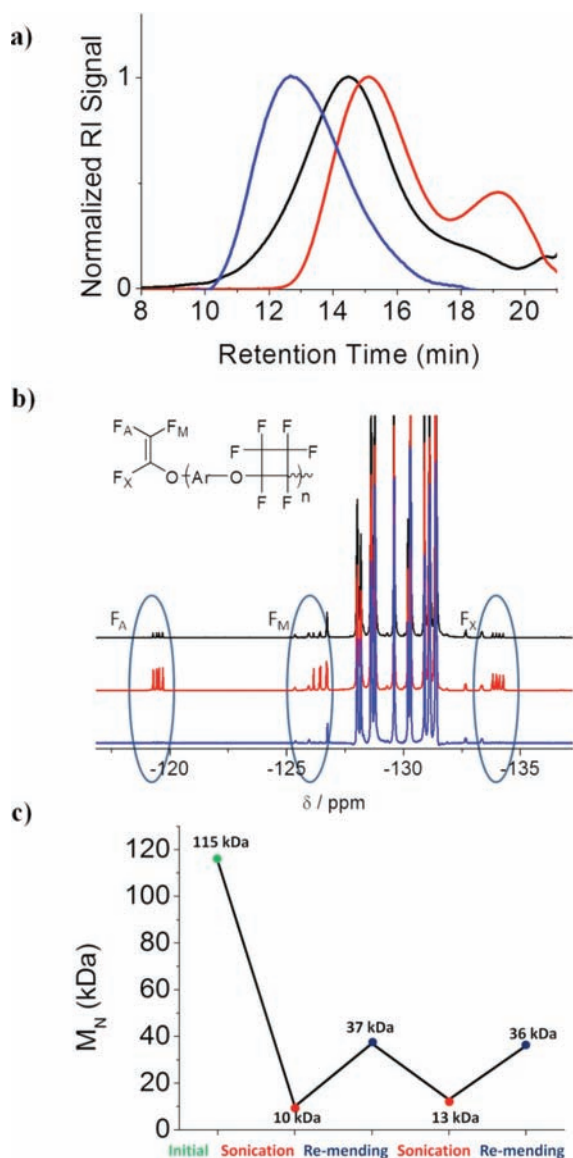 a)
Normalized RI Signal
1
0
8 10 12 14 16 18 20
Retention Time (min)
b)
F_A F_M
F_X
O(Ar—O
F F F F F F
n
F_A F_M F_X
-120 -125 -130 -135
δ / ppm
c)
M_N (kDa)
120
100
80
60
40
20
0
115 kDa
10 kDa
37 kDa
13 kDa
36 kDa
Initial Sonication Re-mending Sonication Re-mending